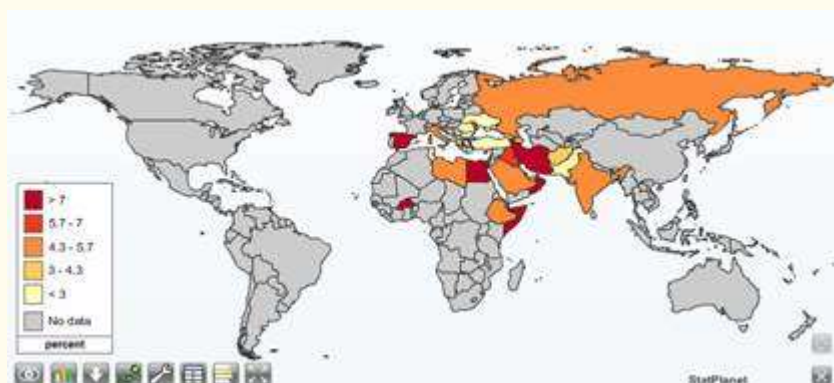 > 7
5.7 - 7
4.3 - 5.7
3 - 4.3
< 3
No data
percent
StatPlanet